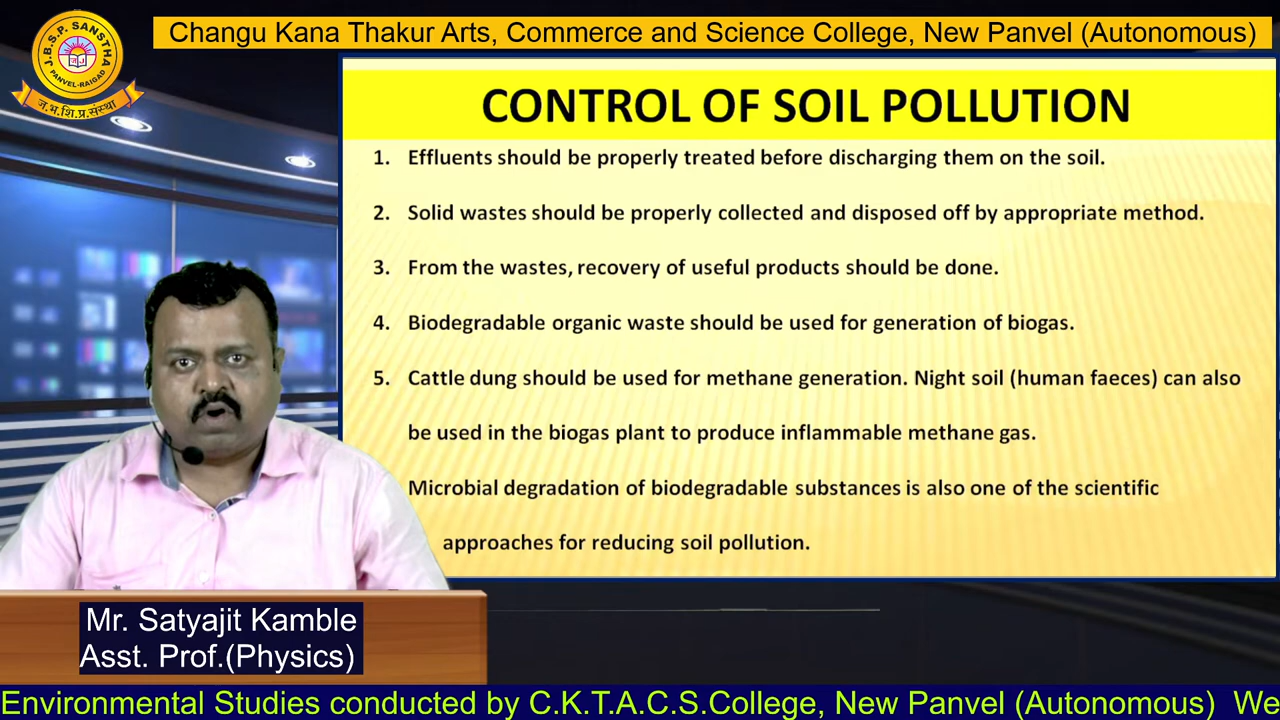 Changu Kana Thakur Arts, Commerce and Science College, New Panvel (Autonomous)
J.B.S.P. SANSTHA
PANVEL-RAIGAD
ज.भ.शि.प्र.संस्था
CONTROL OF SOIL POLLUTION
1. Effluents should be properly treated before discharging them on the soil.
2. Solid wastes should be properly collected and disposed off by appropriate method.
3. From the wastes, recovery of useful products should be done.
4. Biodegradable organic waste should be used for generation of biogas.
5. Cattle dung should be used for methane generation. Night soil (human faeces) can also
be used in the biogas plant to produce inflammable methane gas.
Microbial degradation of biodegradable substances is also one of the scientific
approaches for reducing soil pollution.
Mr. Satyajit Kamble
Asst. Prof.(Physics)
Environmental Studies conducted by C.K.T.A.C.S.College, New Panvel (Autonomous) We